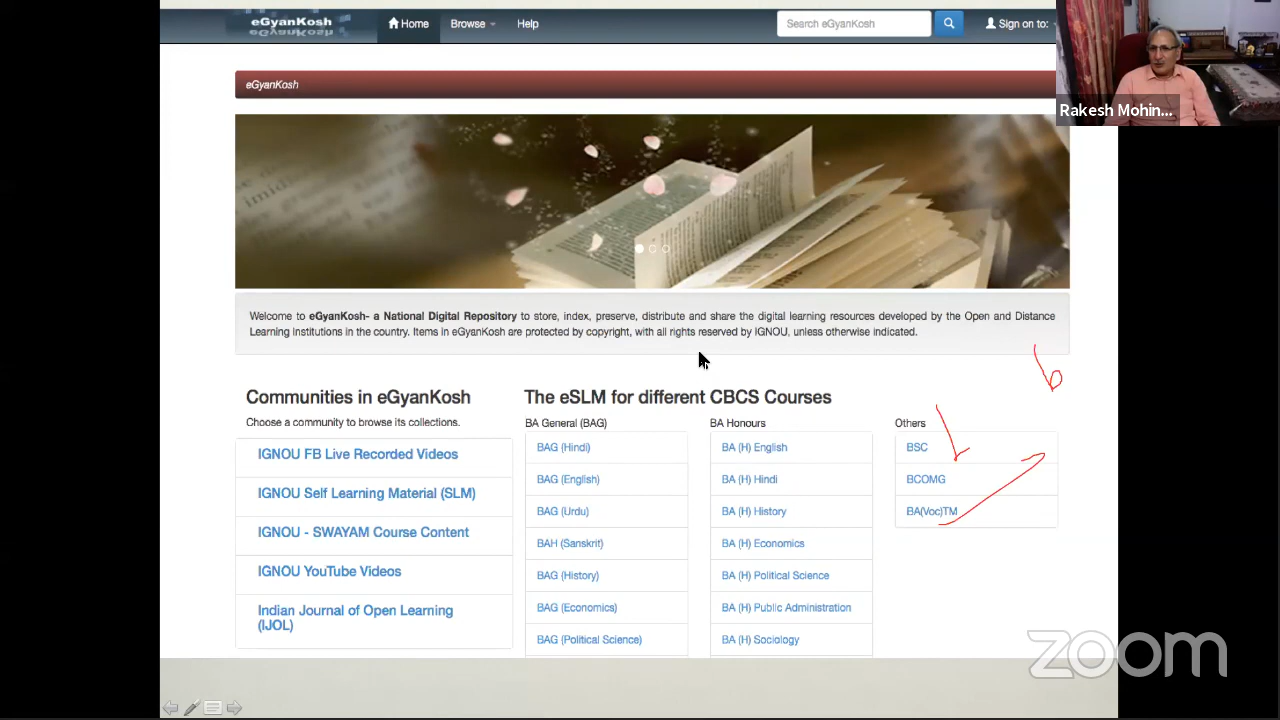 eGyanKosh
Home
Browse
Help
Search eGyanKosh
Sign on to:
Rakesh Mohin...
eGyanKosh
Welcome to eGyanKosh- a National Digital Repository to store, index, preserve, distribute and share the digital learning resources developed by the Open and Distance
Learning Institutions in the country. Items in eGyanKosh are protected by copyright, with all rights reserved by IGNOU, unless otherwise indicated.
Communities in eGyanKosh
Choose a community to browse its collections.
IGNOU FB Live Recorded Videos
IGNOU Self Learning Material (SLM)
IGNOU - SWAYAM Course Content
IGNOU YouTube Videos
Indian Journal of Open Learning
(IJOL)
The eSLM for different CBCS Courses
BA General (BAG)
BAG (Hindi)
BAG (English)
BAG (Urdu)
BAH (Sanskrit)
BAG (History)
BAG (Economics)
BAG (Political Science)
BA Honours
BA (H) English
BA (H) Hindi
BA (H) History
BA (H) Economics
BA (H) Political Science
BA (H) Public Administration
BA (H) Sociology
Others
BSC
BCOMG
BA(Voc)TM
zoom